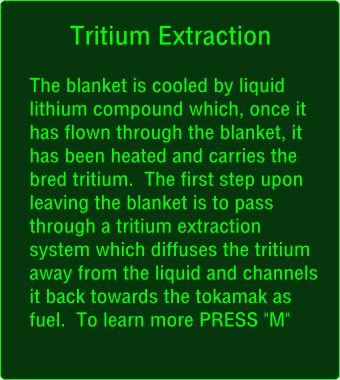 Tritium Extraction
The blanket is cooled by liquid
lithium compound which, once it
has flown through the blanket, it
has been heated and carries the
bred tritium.  The first step upon
leaving the blanket is to pass
through a tritium extraction
system which diffuses the tritium
away from the liquid and channels
it back towards the tokamak as
fuel.  To learn more PRESS "M"